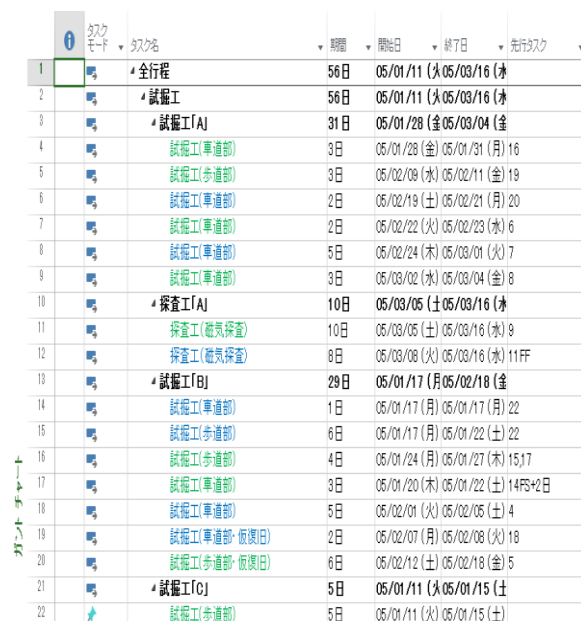 タスク モード タスク名 期間 開始日 終了日 先行タスク
1 全行程 56日 05/01/11 (火 05/03/16 (水
2 試掘工 56日 05/01/11 (火 05/03/16 (水
3 試掘工「A」 31日 05/01/28 (金 05/03/04 (金
4 試掘工(車道部) 3日 05/01/28 (金) 05/01/31 (月) 16
5 試掘工(歩道部) 3日 05/02/09 (水) 05/02/11 (金) 19
6 試掘工(車道部) 2日 05/02/19 (土) 05/02/21 (月) 20
7 試掘工(車道部) 2日 05/02/22 (火) 05/02/23 (水) 6
8 試掘工(車道部) 5日 05/02/24 (木) 05/03/01 (火) 7
9 試掘工(車道部) 3日 05/03/02 (水) 05/03/04 (金) 8
10 探査工「A」 10日 05/03/05 (土 05/03/16 (水
11 探査工(磁気探査) 10日 05/03/05 (土) 05/03/16 (水) 9
12 探査工(磁気探査) 8日 05/03/08 (火) 05/03/16 (水) 11FF
13 試掘工「B」 29日 05/01/17 (月 05/02/18 (金
14 試掘工(車道部) 1日 05/01/17 (月) 05/01/17 (月) 22
15 試掘工(歩道部) 6日 05/01/17 (月) 05/01/22 (土) 22
16 試掘工(歩道部) 4日 05/01/24 (月) 05/01/27 (木) 15,17
17 試掘工(車道部) 3日 05/01/20 (木) 05/01/22 (土) 14FS+2日
18 試掘工(車道部) 5日 05/02/01 (火) 05/02/05 (土) 4
19 試掘工(車道部・仮復旧) 2日 05/02/07 (月) 05/02/08 (火) 18
20 試掘工(歩道部・仮復旧) 6日 05/02/12 (土) 05/02/18 (金) 5
21 試掘工「C」 5日 05/01/11 (火 05/01/15 (土
22 試掘工(歩道部) 5日 05/01/11 (火) 05/01/15 (土)
ガント チャート